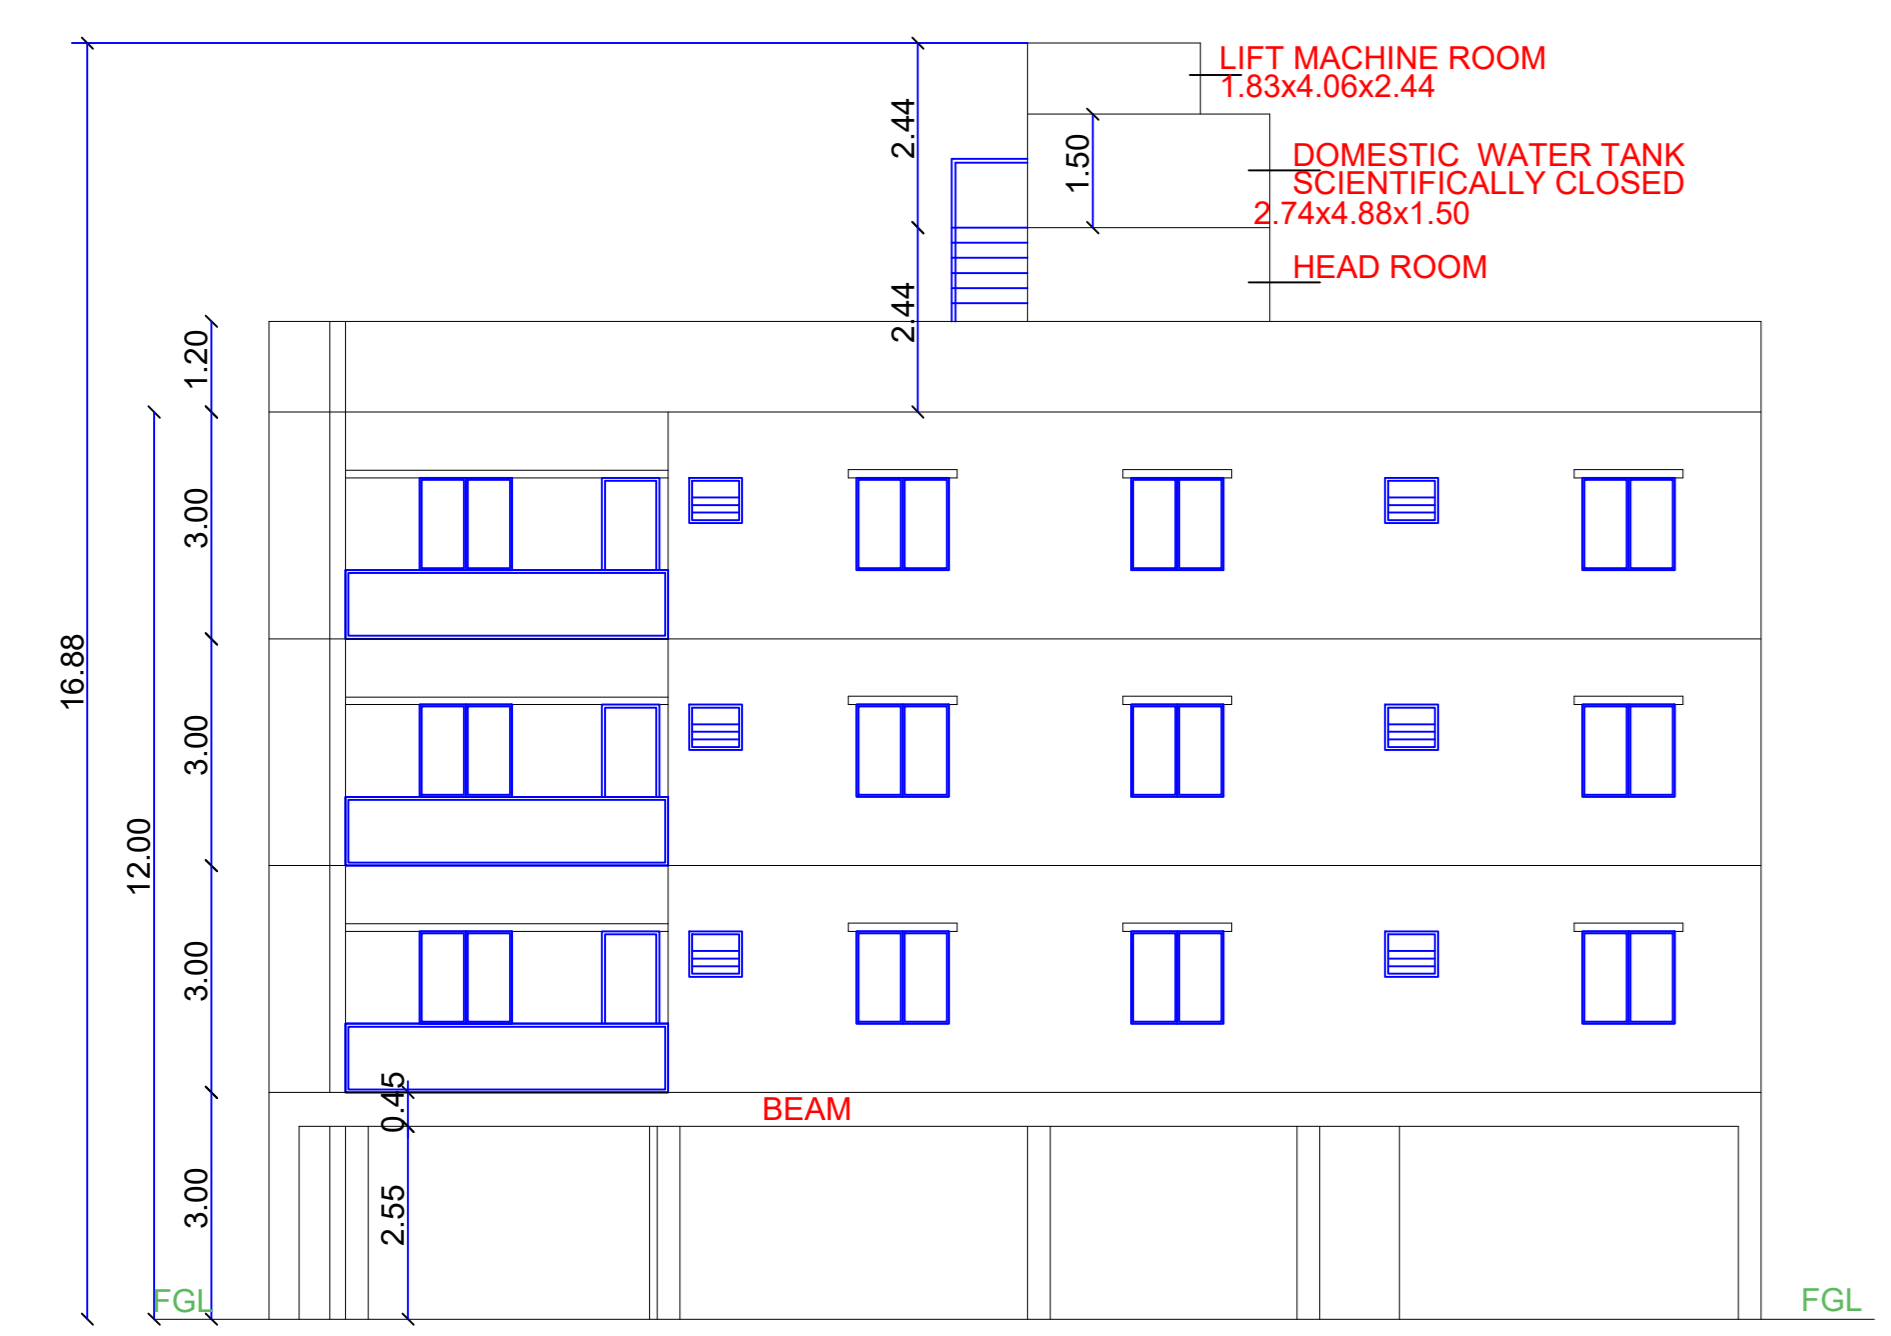 LIFT MACHINE ROOM
1.83x4.06x2.44
2.44
1.50
DOMESTIC WATER TANK
SCIENTIFICALLY CLOSED
2.74x4.88x1.50
HEAD ROOM
2.44
1.20
3.00
16.88
3.00
12.00
3.00
0.45
BEAM
3.00
2.55
FGL
FGL